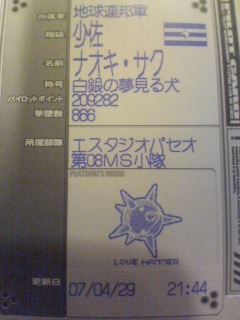 所属軍 地球連邦軍
階級 少佐
名前 ナオキ・サク
称号 白銀の夢見る犬
パイロットポイント 209282
撃墜数 866
所属部隊 エスタジオパセオ
第08MS小隊
PLATOON'S MARK
LOVE HAMMER
更新日 07/04/29 21:44